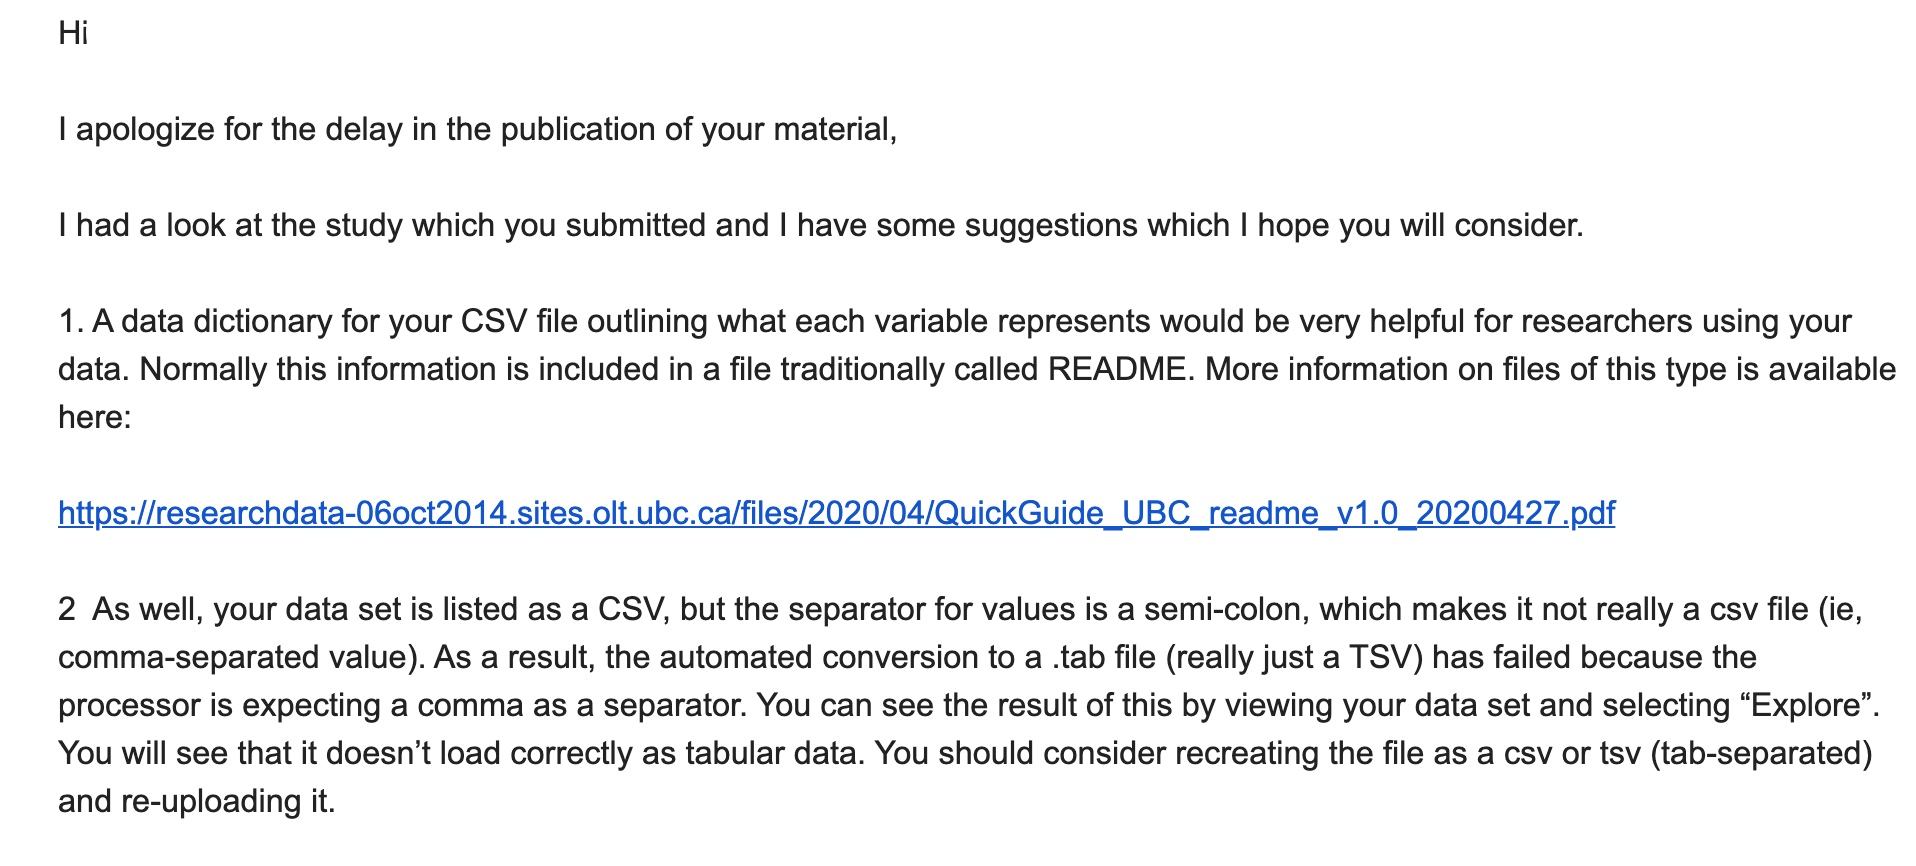 Hi
I apologize for the delay in the publication of your material,
I had a look at the study which you submitted and I have some suggestions which I hope you will consider.
1. A data dictionary for your CSV file outlining what each variable represents would be very helpful for researchers using your
data. Normally this information is included in a file traditionally called README. More information on files of this type is available
here:
https://researchdata-06oct2014.sites.olt.ubc.ca/files/2020/04/QuickGuide_UBC_readme_v1.0_20200427.pdf
2  As well, your data set is listed as a CSV, but the separator for values is a semi-colon, which makes it not really a csv file (ie,
comma-separated value). As a result, the automated conversion to a .tab file (really just a TSV) has failed because the
processor is expecting a comma as a separator. You can see the result of this by viewing your data set and selecting “Explore”.
You will see that it doesn’t load correctly as tabular data. You should consider recreating the file as a csv or tsv (tab-separated)
and re-uploading it.